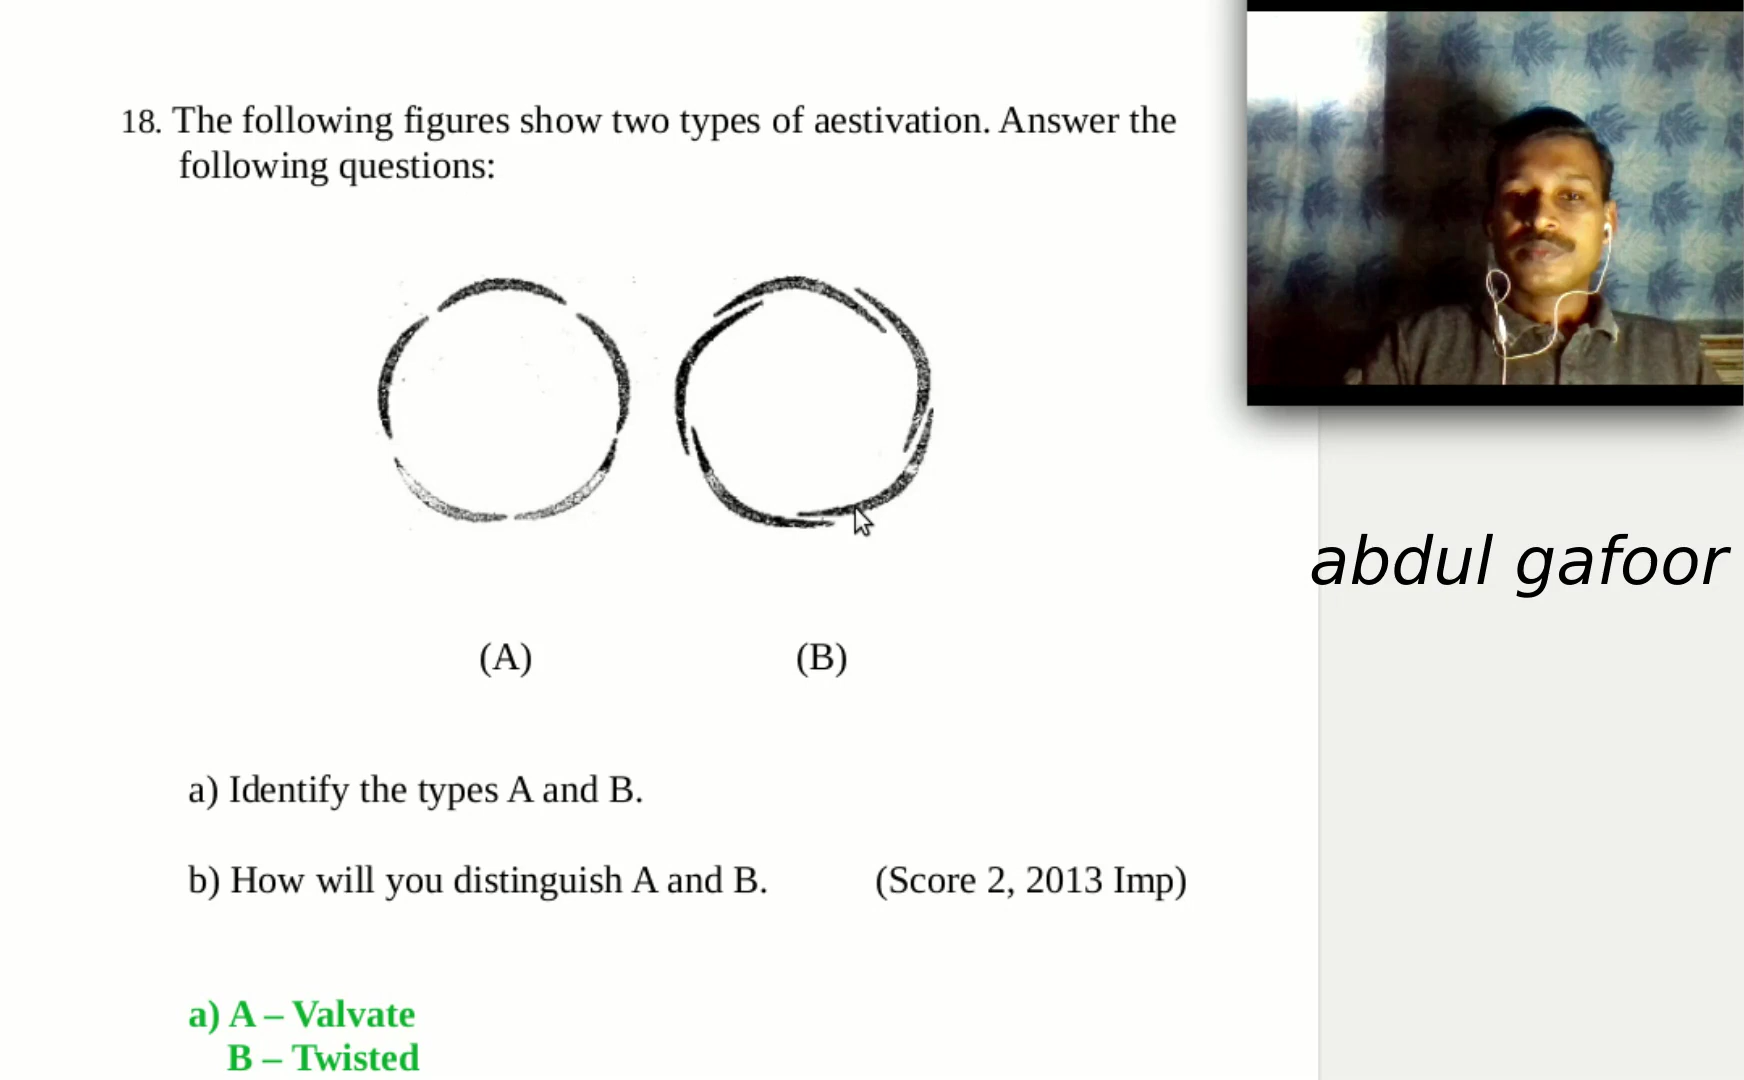 18. The following figures show two types of aestivation. Answer the
following questions:
(A)
(B)
a) Identify the types A and B.
b) How will you distinguish A and B. (Score 2, 2013 Imp)
a) A – Valvate
B – Twisted
abdul gafoor